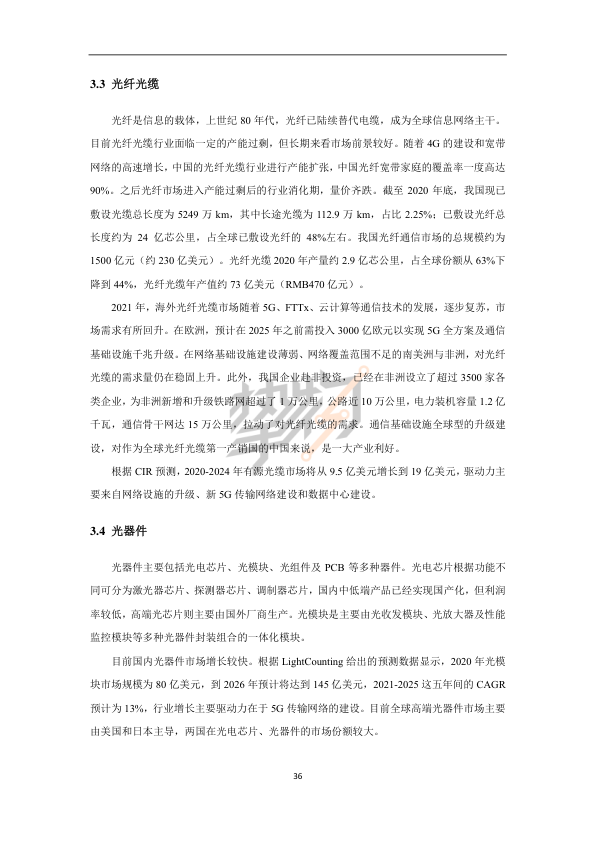 3.3 光纤光缆
光纤是信息的载体，上世纪 80 年代，光纤已陆续替代电缆，成为全球信息网络主干。
目前光纤光缆行业面临一定的产能过剩，但长期来看市场前景较好。随着 4G 的建设和宽带
网络的高速增长，中国的光纤光缆行业进行产能扩张，中国光纤宽带家庭的覆盖率一度高达
90%。之后光纤市场进入产能过剩后的行业消化期，量价齐跌。截至 2020 年底，我国现已
敷设光缆总长度为 5249 万 km，其中长途光缆为 112.9 万 km，占比 2.25%；已敷设光纤总
长度约为 24 亿芯公里，占全球已敷设光纤的 48%左右。我国光纤通信市场的总规模约为
1500 亿元（约 230 亿美元）。光纤光缆 2020 年产量约 2.9 亿芯公里，占全球份额从 63%下
降到 44%，光纤光缆年产值约 73 亿美元（RMB470 亿元）。
2021 年，海外光纤光缆市场随着 5G、FTTx、云计算等通信技术的发展，逐步复苏，市
场需求有所回升。在欧洲，预计在 2025 年之前需投入 3000 亿欧元以实现 5G 全方案及通信
基础设施千兆升级。在网络基础设施建设薄弱、网络覆盖范围不足的南美洲与非洲，对光纤
光缆的需求量仍在稳固上升。此外，我国企业赴非投资，已经在非洲设立了超过 3500 家各
类企业，为非洲新增和升级铁路网超过了 1 万公里，公路近 10 万公里，电力装机容量 1.2 亿
千瓦，通信骨干网达 15 万公里，拉动了对光纤光缆的需求。通信基础设施全球型的升级建
设，对作为全球光纤光缆第一产销国的中国来说，是一大产业利好。
根据 CIR 预测，2020-2024 年有源光缆市场将从 9.5 亿美元增长到 19 亿美元，驱动力主
要来自网络设施的升级、新 5G 传输网络建设和数据中心建设。
3.4 光器件
光器件主要包括光电芯片、光模块、光组件及 PCB 等多种器件。光电芯片根据功能不
同可分为激光器芯片、探测器芯片、调制器芯片，国内中低端产品已经实现国产化，但利润
率较低，高端光芯片则主要由国外厂商生产。光模块是主要由光收发模块、光放大器及性能
监控模块等多种光器件封装组合的一体化模块。
目前国内光器件市场增长较快。根据 LightCounting 给出的预测数据显示，2020 年光模
块市场规模为 80 亿美元，到 2026 年预计将达到 145 亿美元，2021-2025 这五年间的 CAGR
预计为 13%，行业增长主要驱动力在于 5G 传输网络的建设。目前全球高端光器件市场主要
由美国和日本主导，两国在光电芯片、光器件的市场份额较大。
36